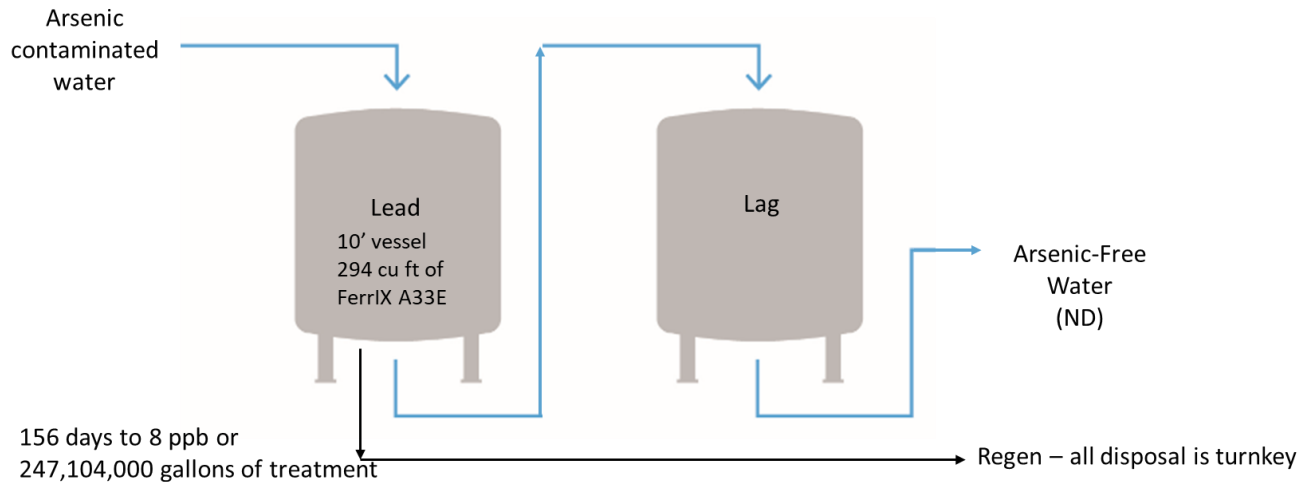 Arsenic
contaminated
water
Lead
10’ vessel
294 cu ft of
FerrIX A33E
Lag
Arsenic-Free
Water
(ND)
156 days to 8 ppb or
247,104,000 gallons of treatment
Regen – all disposal is turnkey